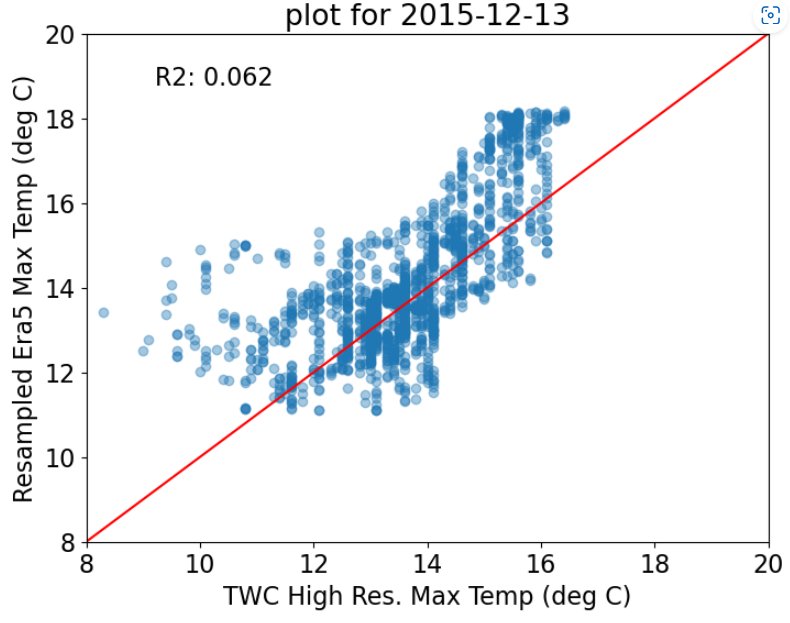 plot for 2015-12-13
R2: 0.062
Resampled Era5 Max Temp (deg C)
20
18
16
14
12
10
8
8 10 12 14 16 18 20
TWC High Res. Max Temp (deg C)